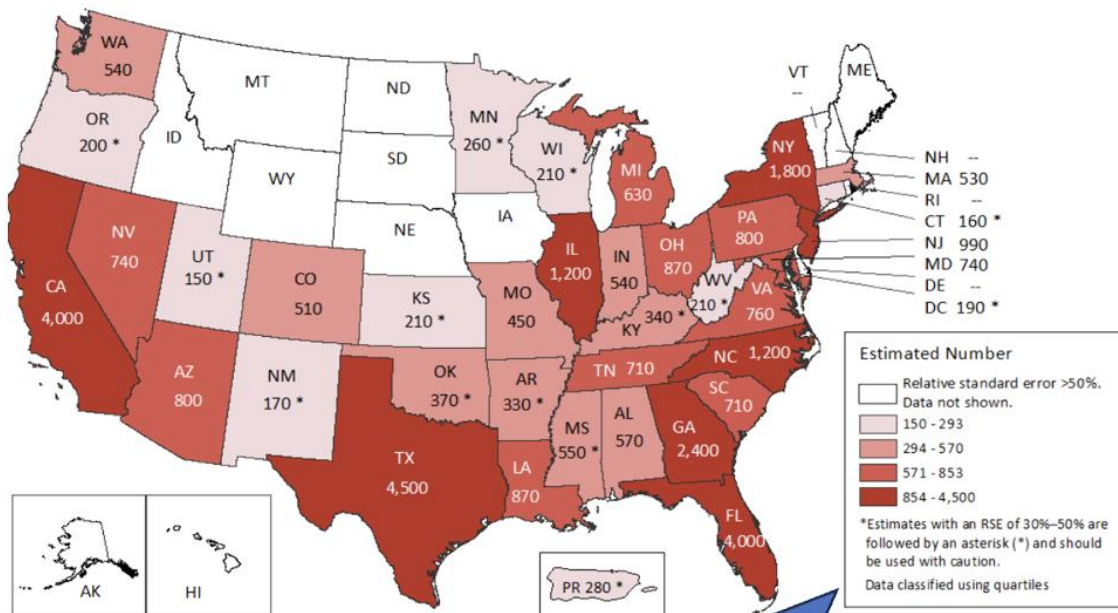 WA
540
MT
ND
MN
260 *
OR
200 *
ID
SD
WI
210 *
MI
630
VT
--
ME
NY
1,800
NH --
MA 530
RI --
CT 160 *
NJ 990
MD 740
DE --
DC 190 *
WY
NE
IA
PA
800
NV
740
UT
150 *
CO
510
KS
210 *
MO
450
IL
1,200
IN
540
OH
870
WV
210 *
VA
760
CA
4,000
KY
340 *
AZ
800
NM
170 *
OK
370 *
AR
330 *
TN 710
NC 1,200
SC
710
MS
550 *
AL
570
GA
2,400
TX
4,500
LA
870
FL
4,000
AK
HI
PR 280 *
Estimated Number
Relative standard error >50%.
Data not shown.
150 - 293
294 - 570
571 - 853
854 - 4,500
*Estimates with an RSE of 30%–50% are
followed by an asterisk (*) and should
be used with caution.
Data classified using quartiles